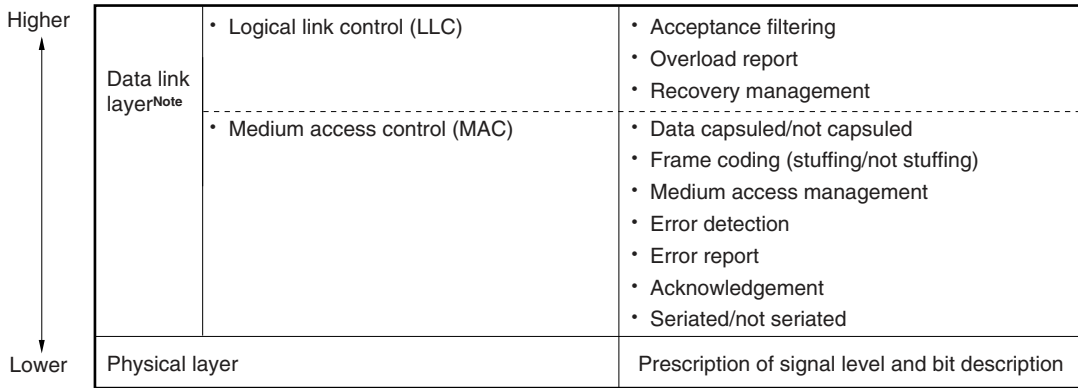 Higher
Data link
layerNote
• Logical link control (LLC)
• Acceptance filtering
• Overload report
• Recovery management
• Medium access control (MAC)
• Data capsuled/not capsuled
• Frame coding (stuffing/not stuffing)
• Medium access management
• Error detection
• Error report
• Acknowledgement
• Seriated/not seriated
Lower
Physical layer
Prescription of signal level and bit description